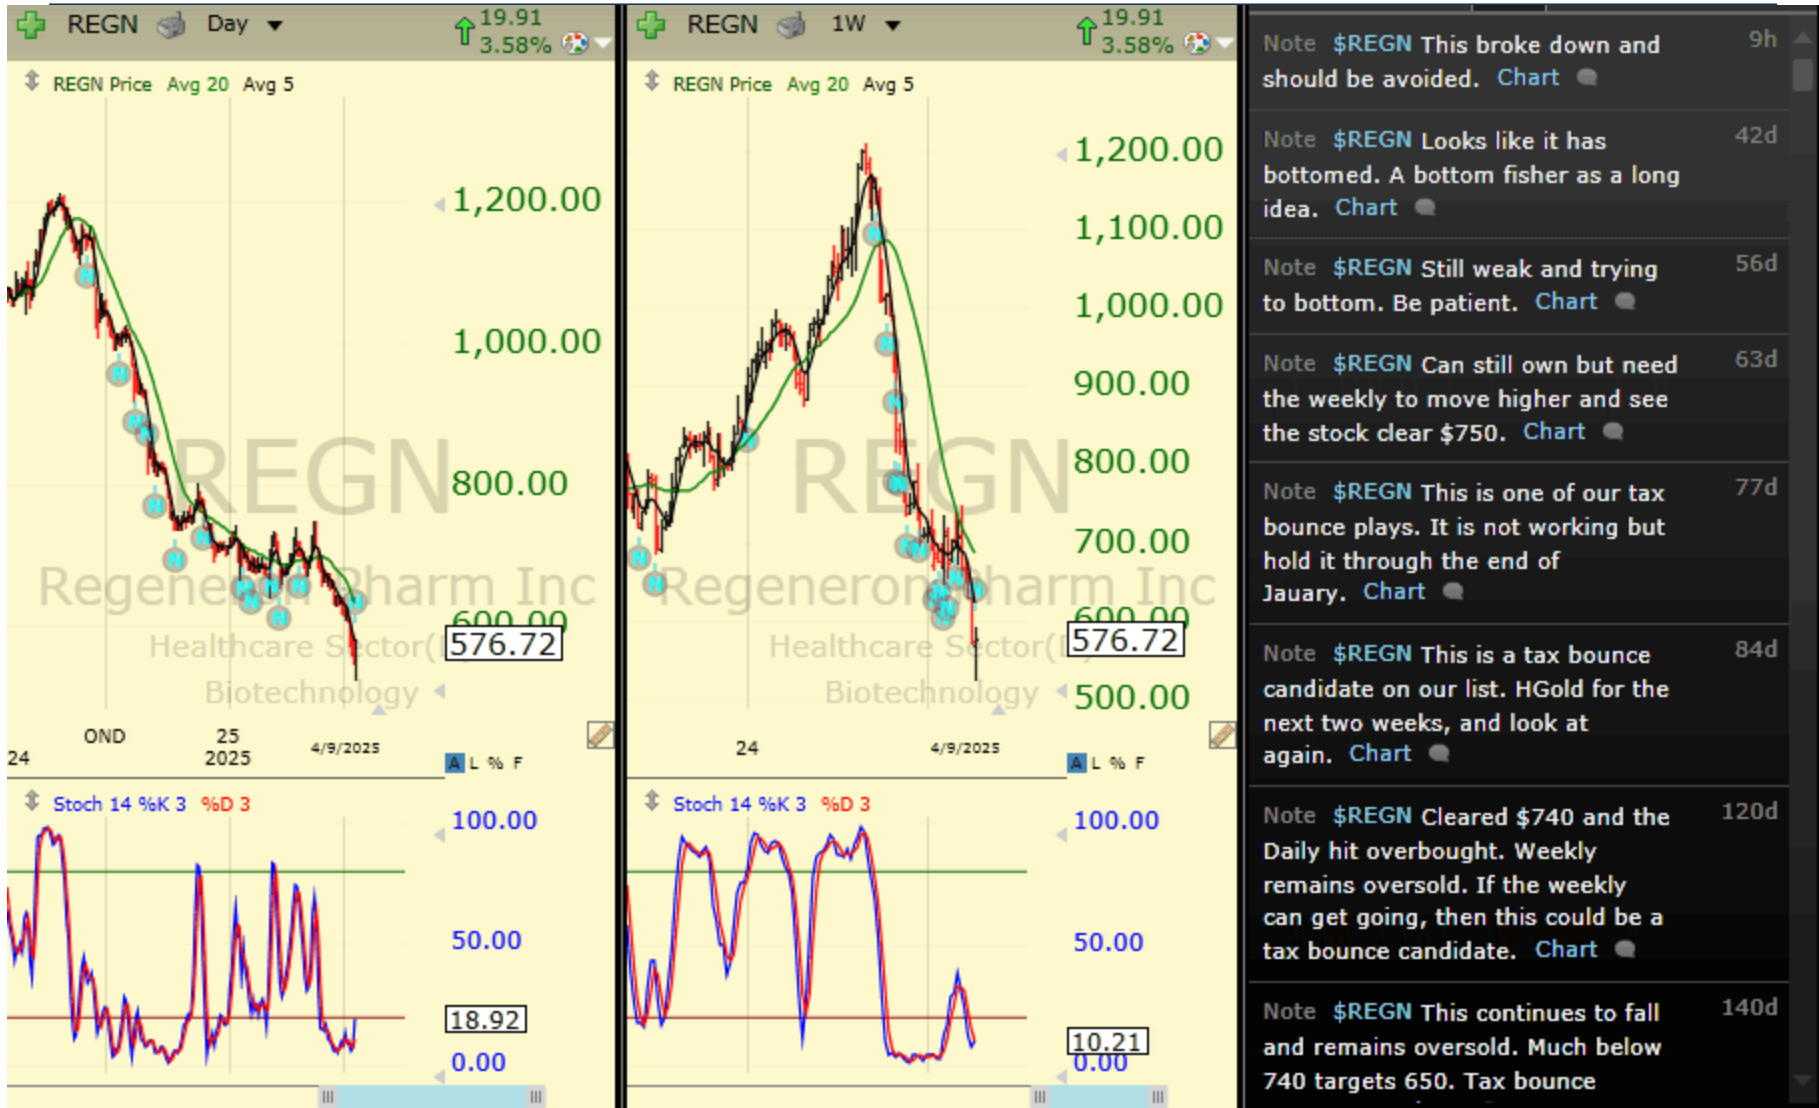 REGN Day
19.91
3.58%
REGN Price Avg 20 Avg 5
1,200.00
1,000.00
800.00
600.00
576.72
REGN
Regeneron Pharm Inc
Healthcare Sector(
Biotechnology
OND 25
24 2025 4/9/2025
A L % F
Stoch 14 %K 3 %D 3
100.00
50.00
18.92
0.00
REGN 1W
19.91
3.58%
REGN Price Avg 20 Avg 5
1,200.00
1,100.00
1,000.00
900.00
800.00
700.00
600.00
576.72
500.00
REGN
Regeneron Pharm Inc
Healthcare Sector(
Biotechnology
24 4/9/2025
A L % F
Stoch 14 %K 3 %D 3
100.00
50.00
10.21
0.00
Note $REGN This broke down and 9h
should be avoided. Chart
Note $REGN Looks like it has 42d
bottomed. A bottom fisher as a long
idea. Chart
Note $REGN Still weak and trying 56d
to bottom. Be patient. Chart
Note $REGN Can still own but need 63d
the weekly to move higher and see
the stock clear $750. Chart
Note $REGN This is one of our tax 77d
bounce plays. It is not working but
hold it through the end of
Jauary. Chart
Note $REGN This is a tax bounce 84d
candidate on our list. HGold for the
next two weeks, and look at
again. Chart
Note $REGN Cleared $740 and the 120d
Daily hit overbought. Weekly
remains oversold. If the weekly
can get going, then this could be a
tax bounce candidate. Chart
Note $REGN This continues to fall 140d
and remains oversold. Much below
740 targets 650. Tax bounce